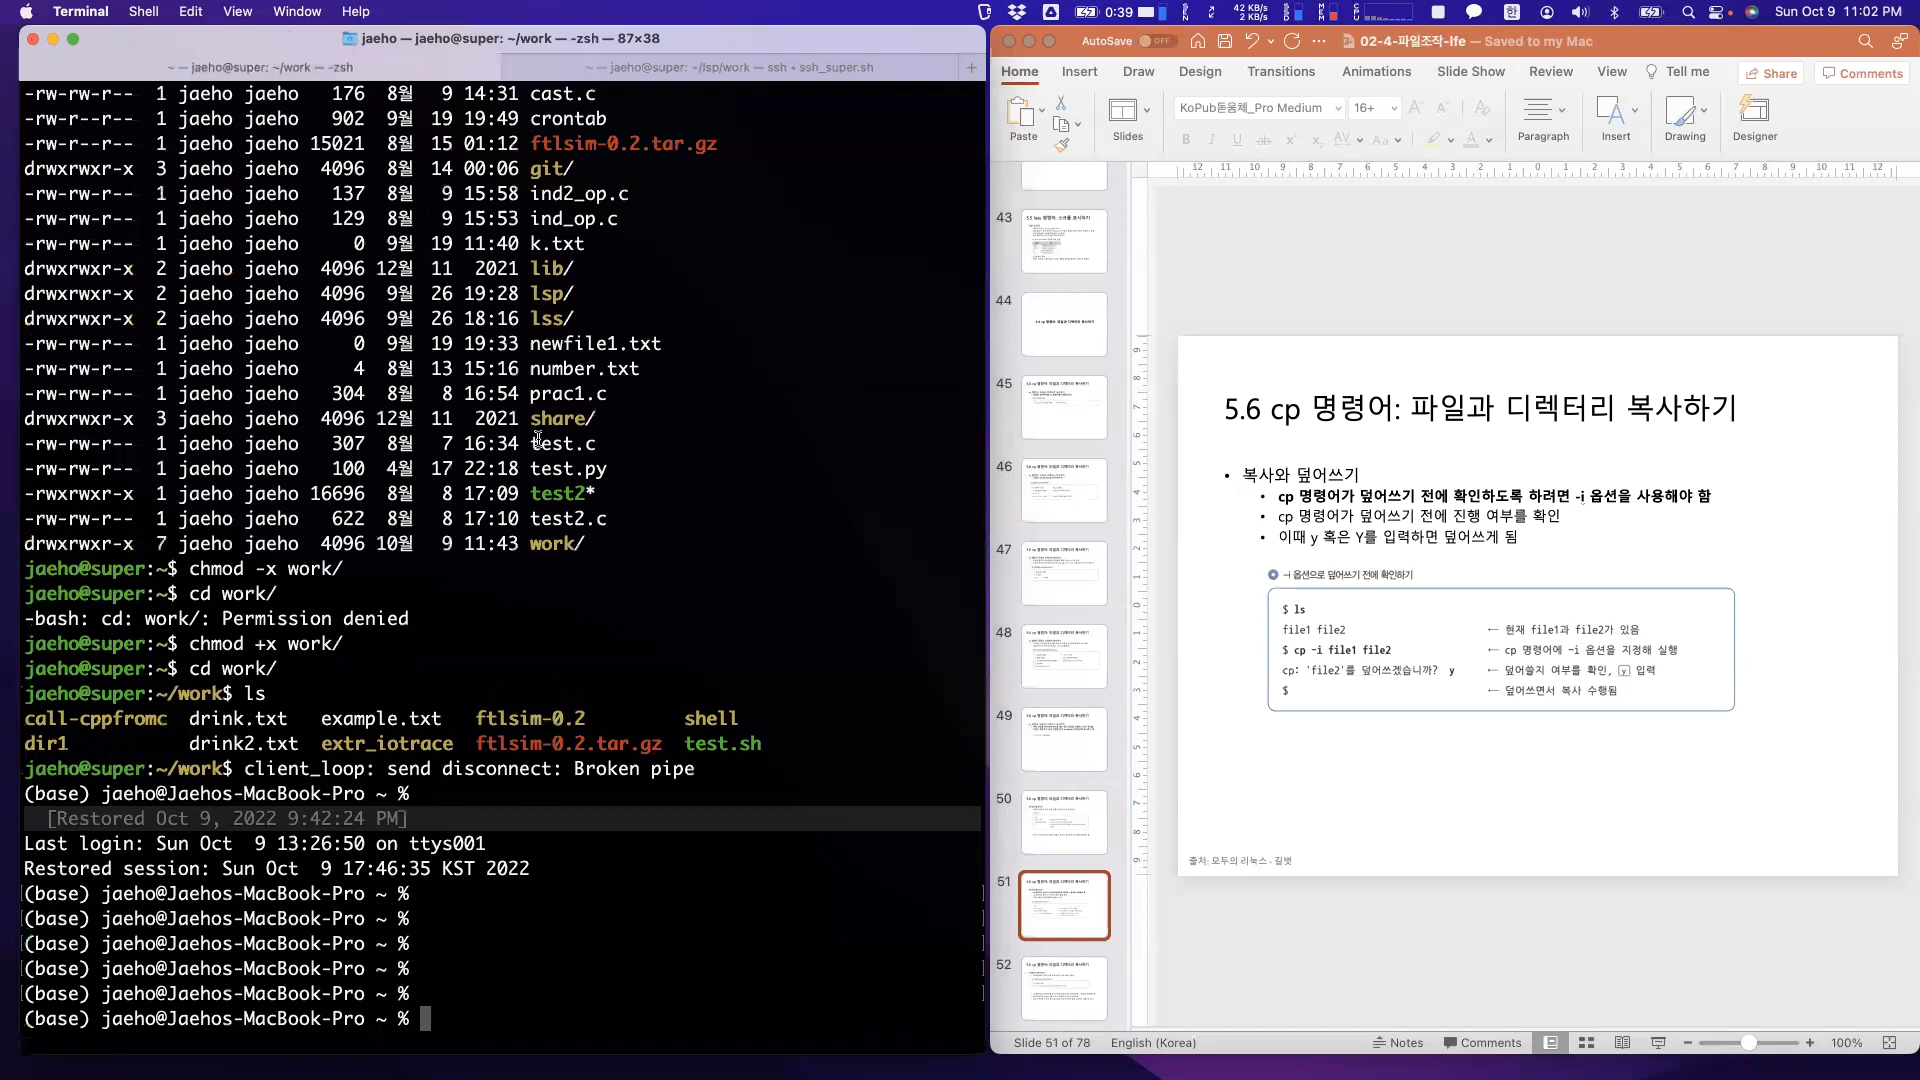 Terminal Shell Edit View Window Help
0:39 42 KB/s 2 KB/s Sun Oct 9 11:02 PM
jaeho — jaeho@super: ~/work — -zsh — 87×38
~ — jaeho@super: ~/work — -zsh
~ — jaeho@super: ~/lsp/work — ssh • ssh_super.sh
-rw-rw-r-- 1 jaeho jaeho 176 8월 9 14:31 cast.c
-rw-r--r-- 1 jaeho jaeho 902 9월 19 19:49 crontab
-rw-r--r-- 1 jaeho jaeho 15021 8월 15 01:12 ftlsim-0.2.tar.gz
drwxrwxr-x 3 jaeho jaeho 4096 8월 14 00:06 git/
-rw-rw-r-- 1 jaeho jaeho 137 8월 9 15:58 ind2_op.c
-rw-rw-r-- 1 jaeho jaeho 129 8월 9 15:53 ind_op.c
-rw-rw-r-- 1 jaeho jaeho 0 9월 19 11:40 k.txt
drwxrwxr-x 2 jaeho jaeho 4096 12월 11 2021 lib/
drwxrwxr-x 2 jaeho jaeho 4096 9월 26 19:28 lsp/
drwxrwxr-x 2 jaeho jaeho 4096 9월 26 18:16 lss/
-rw-rw-r-- 1 jaeho jaeho 0 9월 19 19:33 newfile1.txt
-rw-rw-r-- 1 jaeho jaeho 4 8월 13 15:16 number.txt
-rw-rw-r-- 1 jaeho jaeho 304 8월 8 16:54 prac1.c
drwxrwxr-x 3 jaeho jaeho 4096 12월 11 2021 share/
-rw-rw-r-- 1 jaeho jaeho 307 8월 7 16:34 test.c
-rw-rw-r-- 1 jaeho jaeho 100 4월 17 22:18 test.py
-rwxrwxr-x 1 jaeho jaeho 16696 8월 8 17:09 test2*
-rw-rw-r-- 1 jaeho jaeho 622 8월 8 17:10 test2.c
drwxrwxr-x 7 jaeho jaeho 4096 10월 9 11:43 work/
jaeho@super:~$ chmod -x work/
jaeho@super:~$ cd work/
-bash: cd: work/: Permission denied
jaeho@super:~$ chmod +x work/
jaeho@super:~$ cd work/
jaeho@super:~/work$ ls
call-cppfromc drink.txt example.txt ftlsim-0.2 shell
dir1 drink2.txt extr_iotrace ftlsim-0.2.tar.gz test.sh
jaeho@super:~/work$ client_loop: send disconnect: Broken pipe
(base) jaeho@Jaehos-MacBook-Pro ~ %
[Restored Oct 9, 2022 9:42:24 PM]
Last login: Sun Oct 9 13:26:50 on ttys001
Restored session: Sun Oct 9 17:46:35 KST 2022
(base) jaeho@Jaehos-MacBook-Pro ~ %
(base) jaeho@Jaehos-MacBook-Pro ~ %
(base) jaeho@Jaehos-MacBook-Pro ~ %
(base) jaeho@Jaehos-MacBook-Pro ~ %
(base) jaeho@Jaehos-MacBook-Pro ~ %
(base) jaeho@Jaehos-MacBook-Pro ~ %
AutoSave OFF 02-4-파일조작-lfe — Saved to my Mac
Home Insert Draw Design Transitions Animations Slide Show Review View Tell me Share Comments
KoPub돋움체_Pro Medium 16+
Paste Slides Paragraph Insert Drawing Designer
43
44
45
46
47
48
49
50
51
52
5.6 cp 명령어: 파일과 디렉터리 복사하기
• 복사와 덮어쓰기
• cp 명령어가 덮어쓰기 전에 확인하도록 하려면 -i 옵션을 사용해야 함
• cp 명령어가 덮어쓰기 전에 진행 여부를 확인
• 이때 y 혹은 Y를 입력하면 덮어쓰게 됨
-i 옵션으로 덮어쓰기 전에 확인하기
$ ls
file1 file2 ← 현재 file1과 file2가 있음
$ cp -i file1 file2 ← cp 명령어에 -i 옵션을 지정해 실행
cp: 'file2'를 덮어쓰겠습니까? y ← 덮어쓸지 여부를 확인, y 입력
$ ← 덮어쓰면서 복사 수행됨
출처: 모두의 리눅스 - 길벗
Slide 51 of 78 English (Korea) Notes Comments 100%